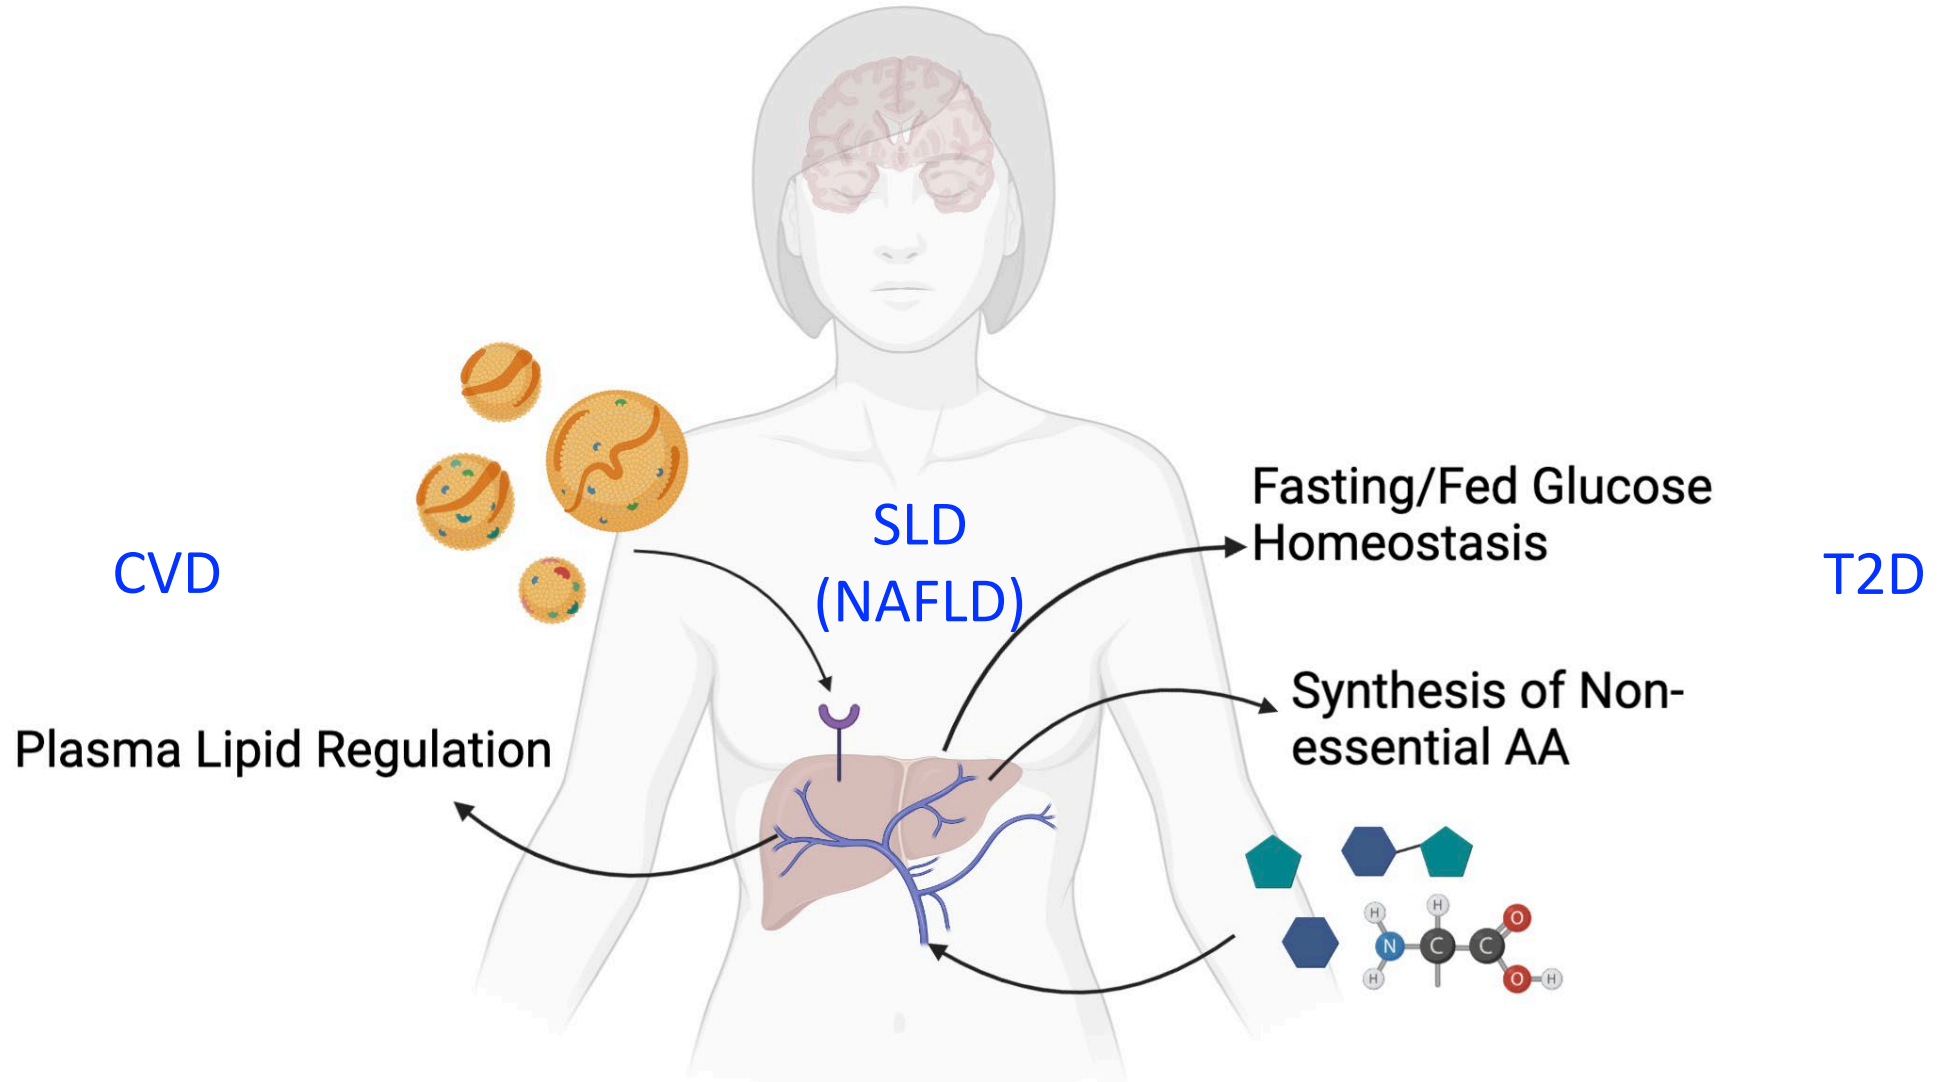 SLD
(NAFLD)
CVD
Fasting/Fed Glucose
Homeostasis
T2D
Plasma Lipid Regulation
Synthesis of Non-
essential AA
H
H
O
N
C
C
H
O
H